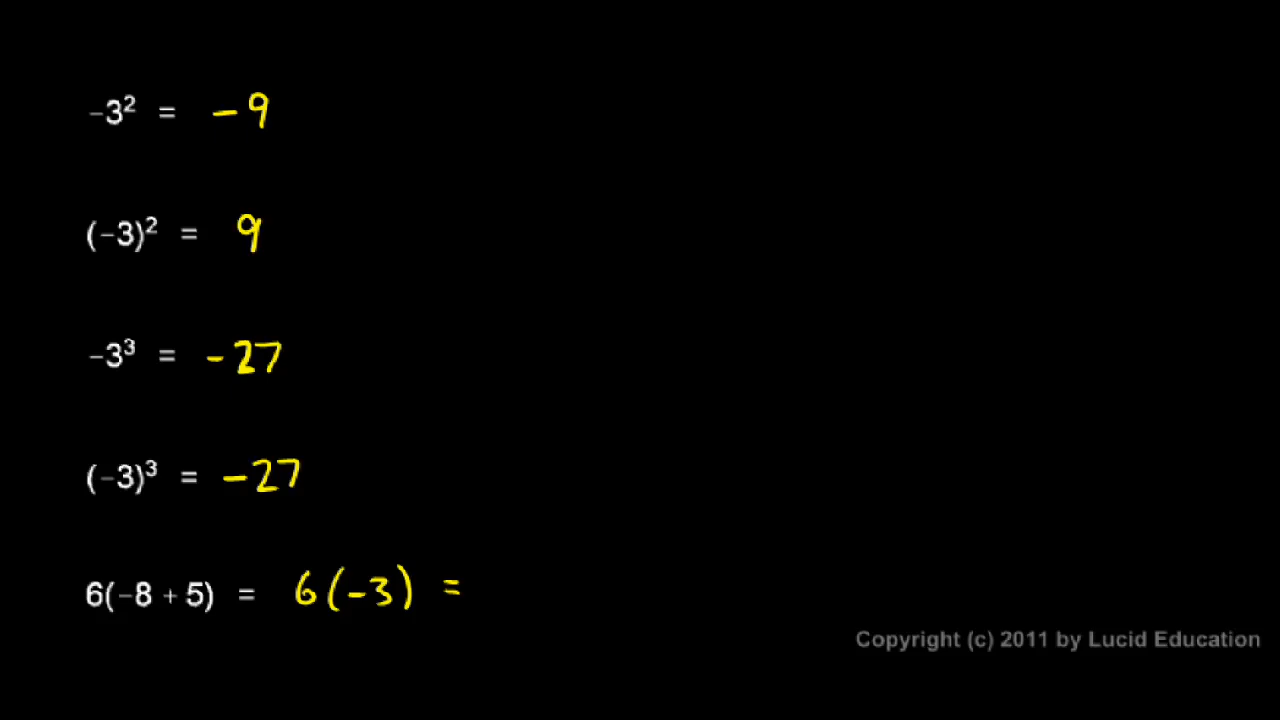 -3² = -9
(-3)² = 9
-3³ = -27
(-3)³ = -27
6(-8 + 5) = 6(-3) =
Copyright (c) 2011 by Lucid Education